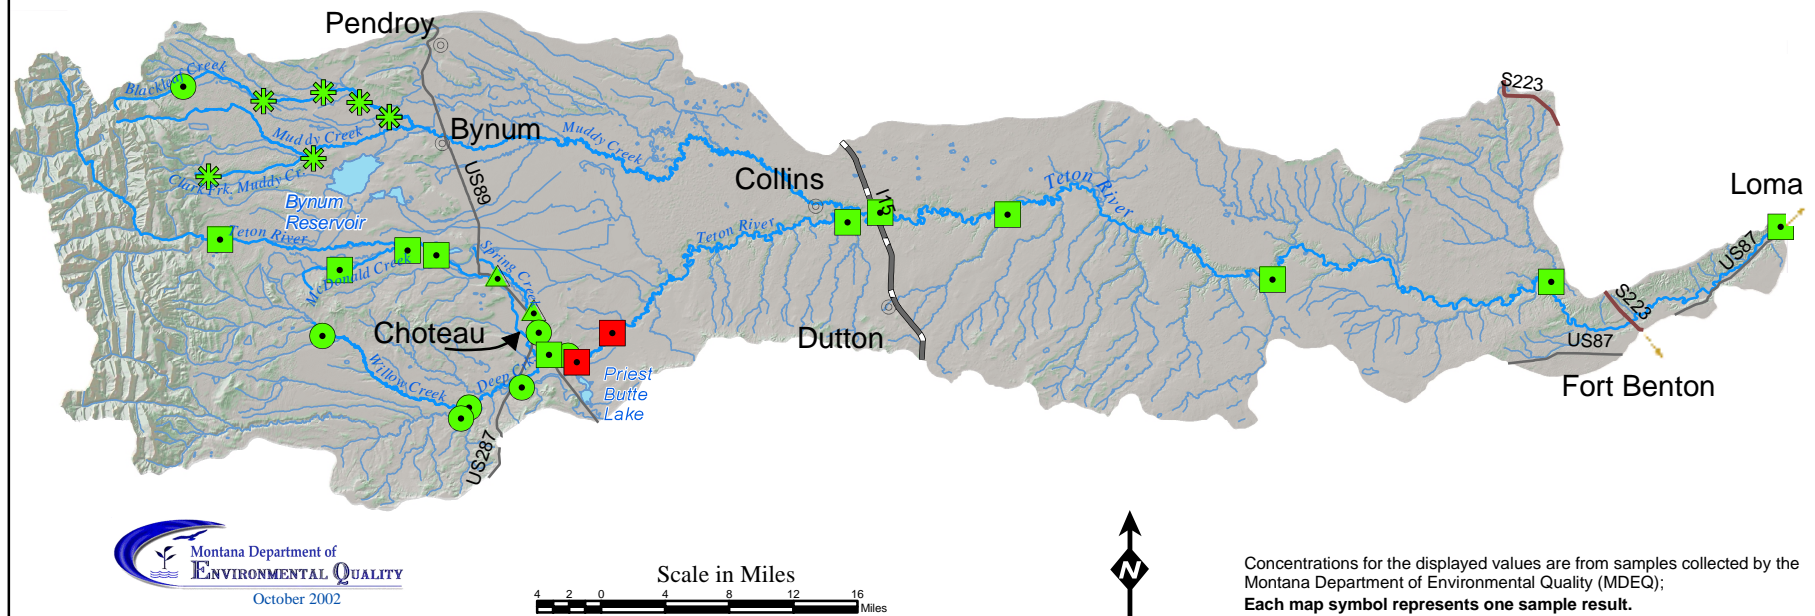 Pendroy
Blackleaf Creek
Muddy Creek
Bynum
Muddy Creek
Clark Frk. Muddy Cr.
Bynum
Reservoir
US89
Collins
I15
Teton River
S223
Loma
Teton River
Teton River
McDonald Creek
Spring Creek
Choteau
Dutton
Willow Creek
Deep Creek
Priest
Butte
Lake
US287
US87
S223
US87
Fort Benton
Montana Department of
ENVIRONMENTAL QUALITY
October 2002
Scale in Miles
4 2 0 4 8 12 16
Miles
N
Concentrations for the displayed values are from samples collected by the
Montana Department of Environmental Quality (MDEQ);
Each map symbol represents one sample result.